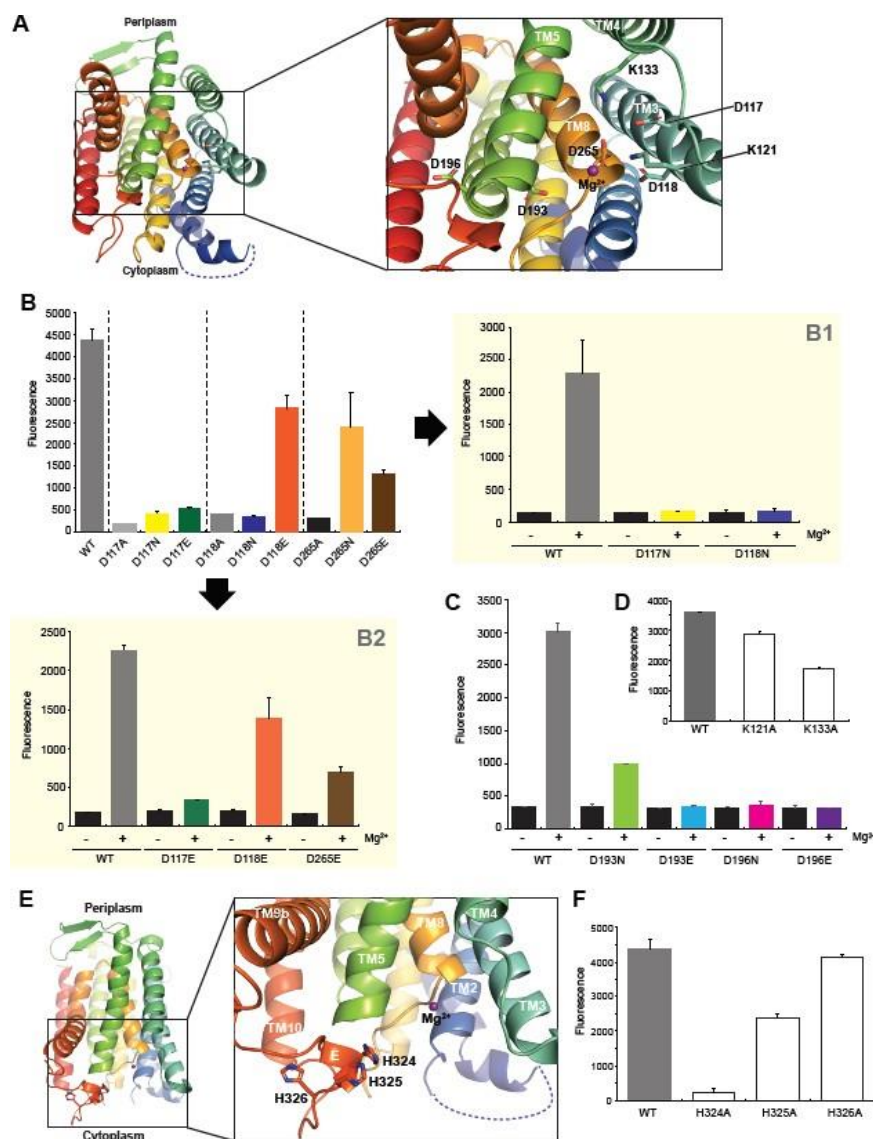 A
Periplasm
Cytoplasm
TM5
TM4
K133
TM3
D117
TM8
D265
K121
D196
Mg²⁺
D118
D193
B
Fluorescence
5000
4500
4000
3500
3000
2500
2000
1500
1000
500
0
WT
D117A
D117N
D117E
D118A
D118N
D118E
D265A
D265N
D265E
B1
Fluorescence
3000
2500
2000
1500
1000
500
0
- + - + - + Mg²⁺
WT D117N D118N
B2
Fluorescence
2500
2000
1500
1000
500
0
- + - + - + - + Mg²⁺
WT D117E D118E D265E
C
Fluorescence
3500
3000
2500
2000
1500
1000
500
0
- + - + - + - + - + Mg²
WT D193N D193E D196N D196E
D
Fluorescence
4000
3000
2000
1000
0
WT K121A K133A
E
Periplasm
Cytoplasm
TM9b
TM8
TM4
TM5
TM2
TM3
Mg²⁺
TM10
E
H324
H325
H326
F
Fluorescence
5000
4000
3000
2000
1000
0
WT H324A H325A H326A